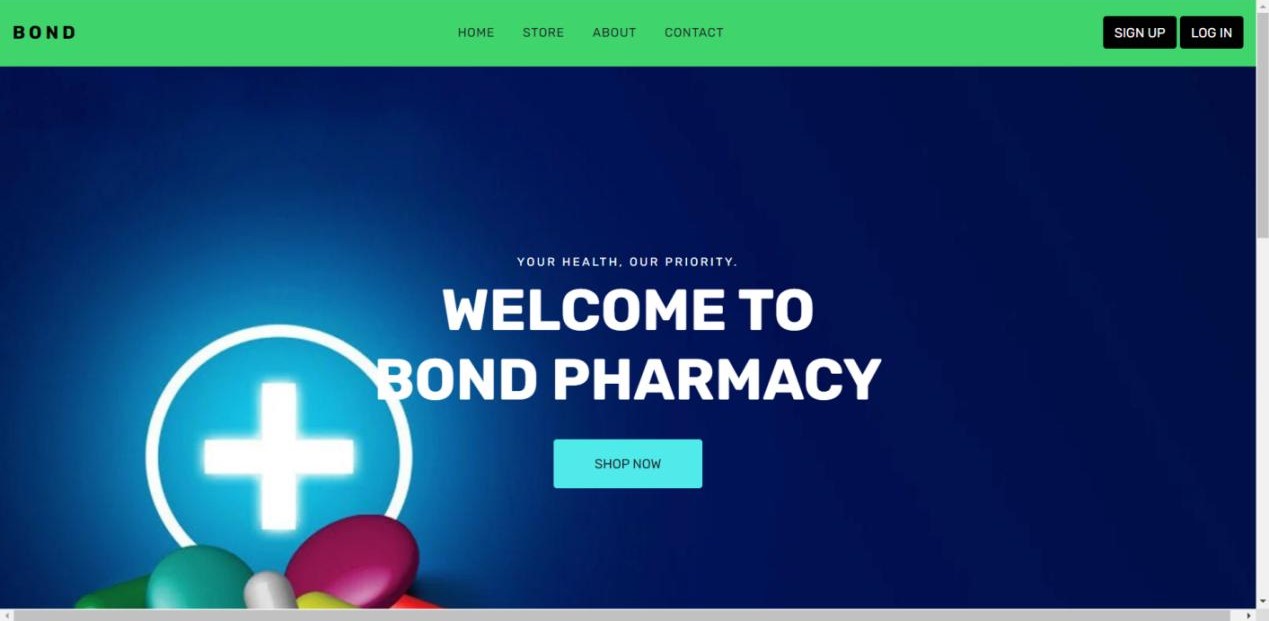 BOND
HOME STORE ABOUT CONTACT
SIGN UP LOG IN
YOUR HEALTH, OUR PRIORITY.
WELCOME TO
BOND PHARMACY
SHOP NOW